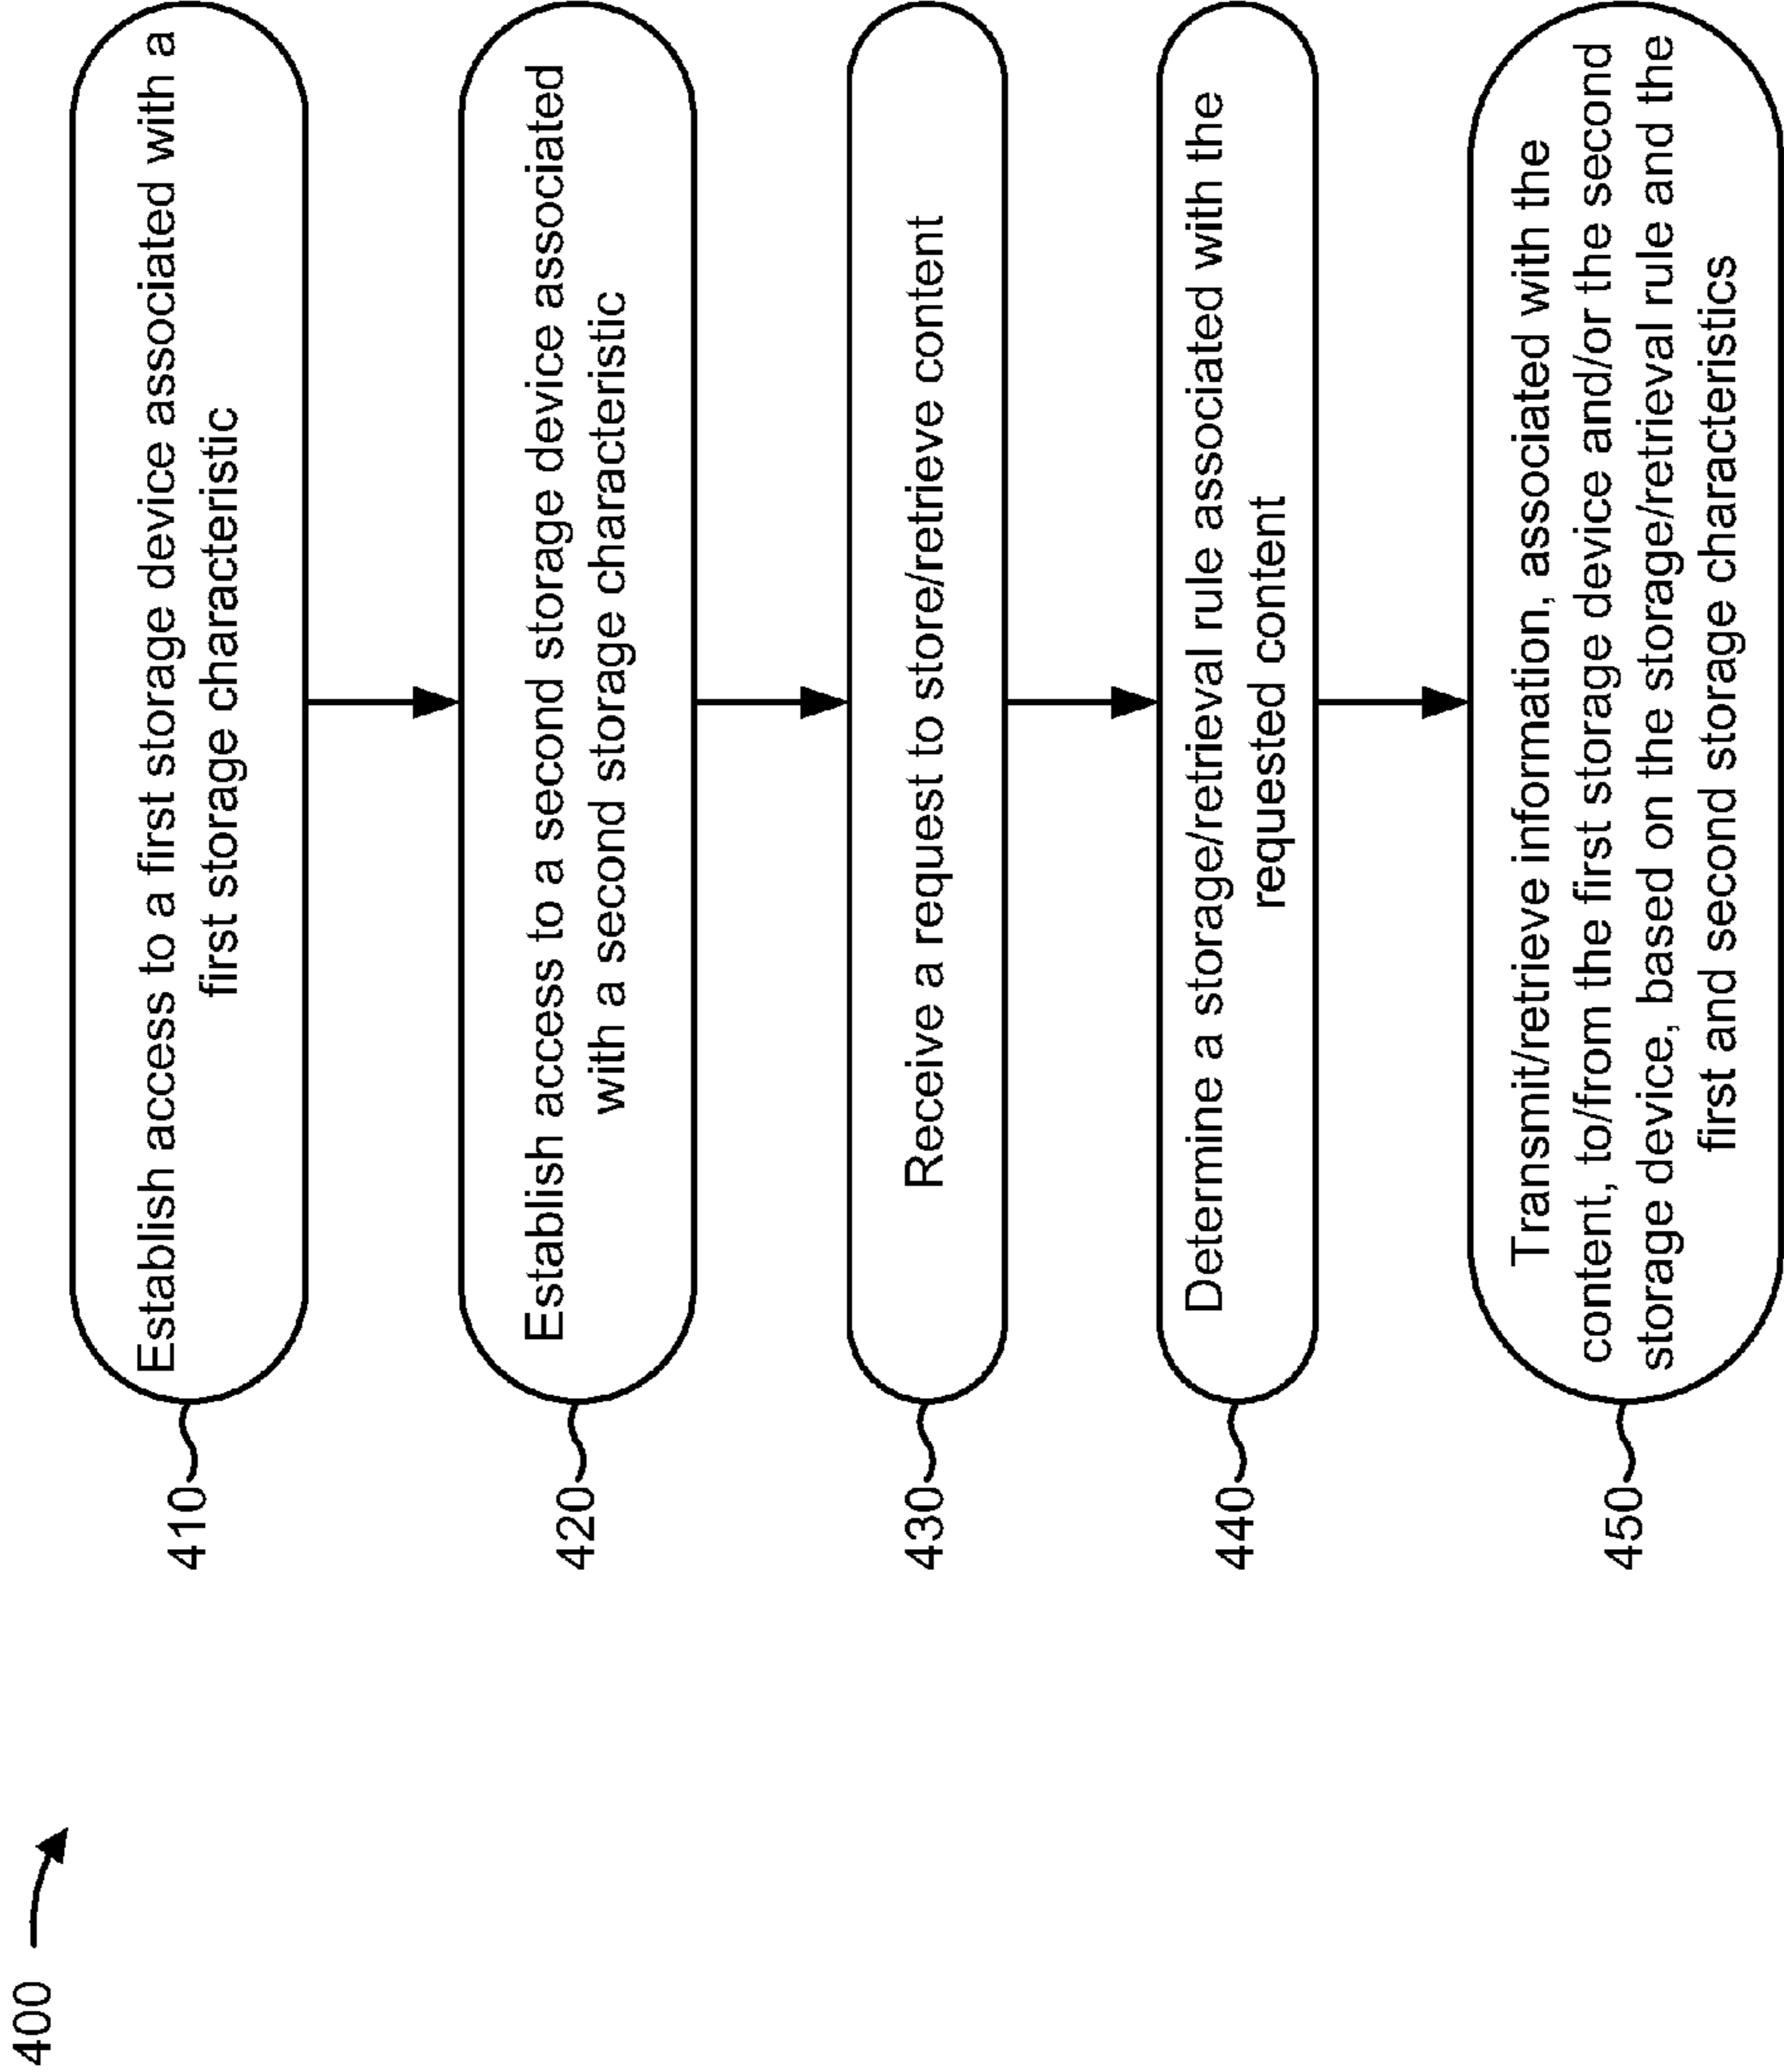 400
410
Establish access to a first storage device associated with a
first storage characteristic
420
Establish access to a second storage device associated
with a second storage characteristic
430
Receive a request to store/retrieve content
440
Determine a storage/retrieval rule associated with the
requested content
450
Transmit/retrieve information, associated with the
content, to/from the first storage device and/or the second
storage device, based on the storage/retrieval rule and the
first and second storage characteristics